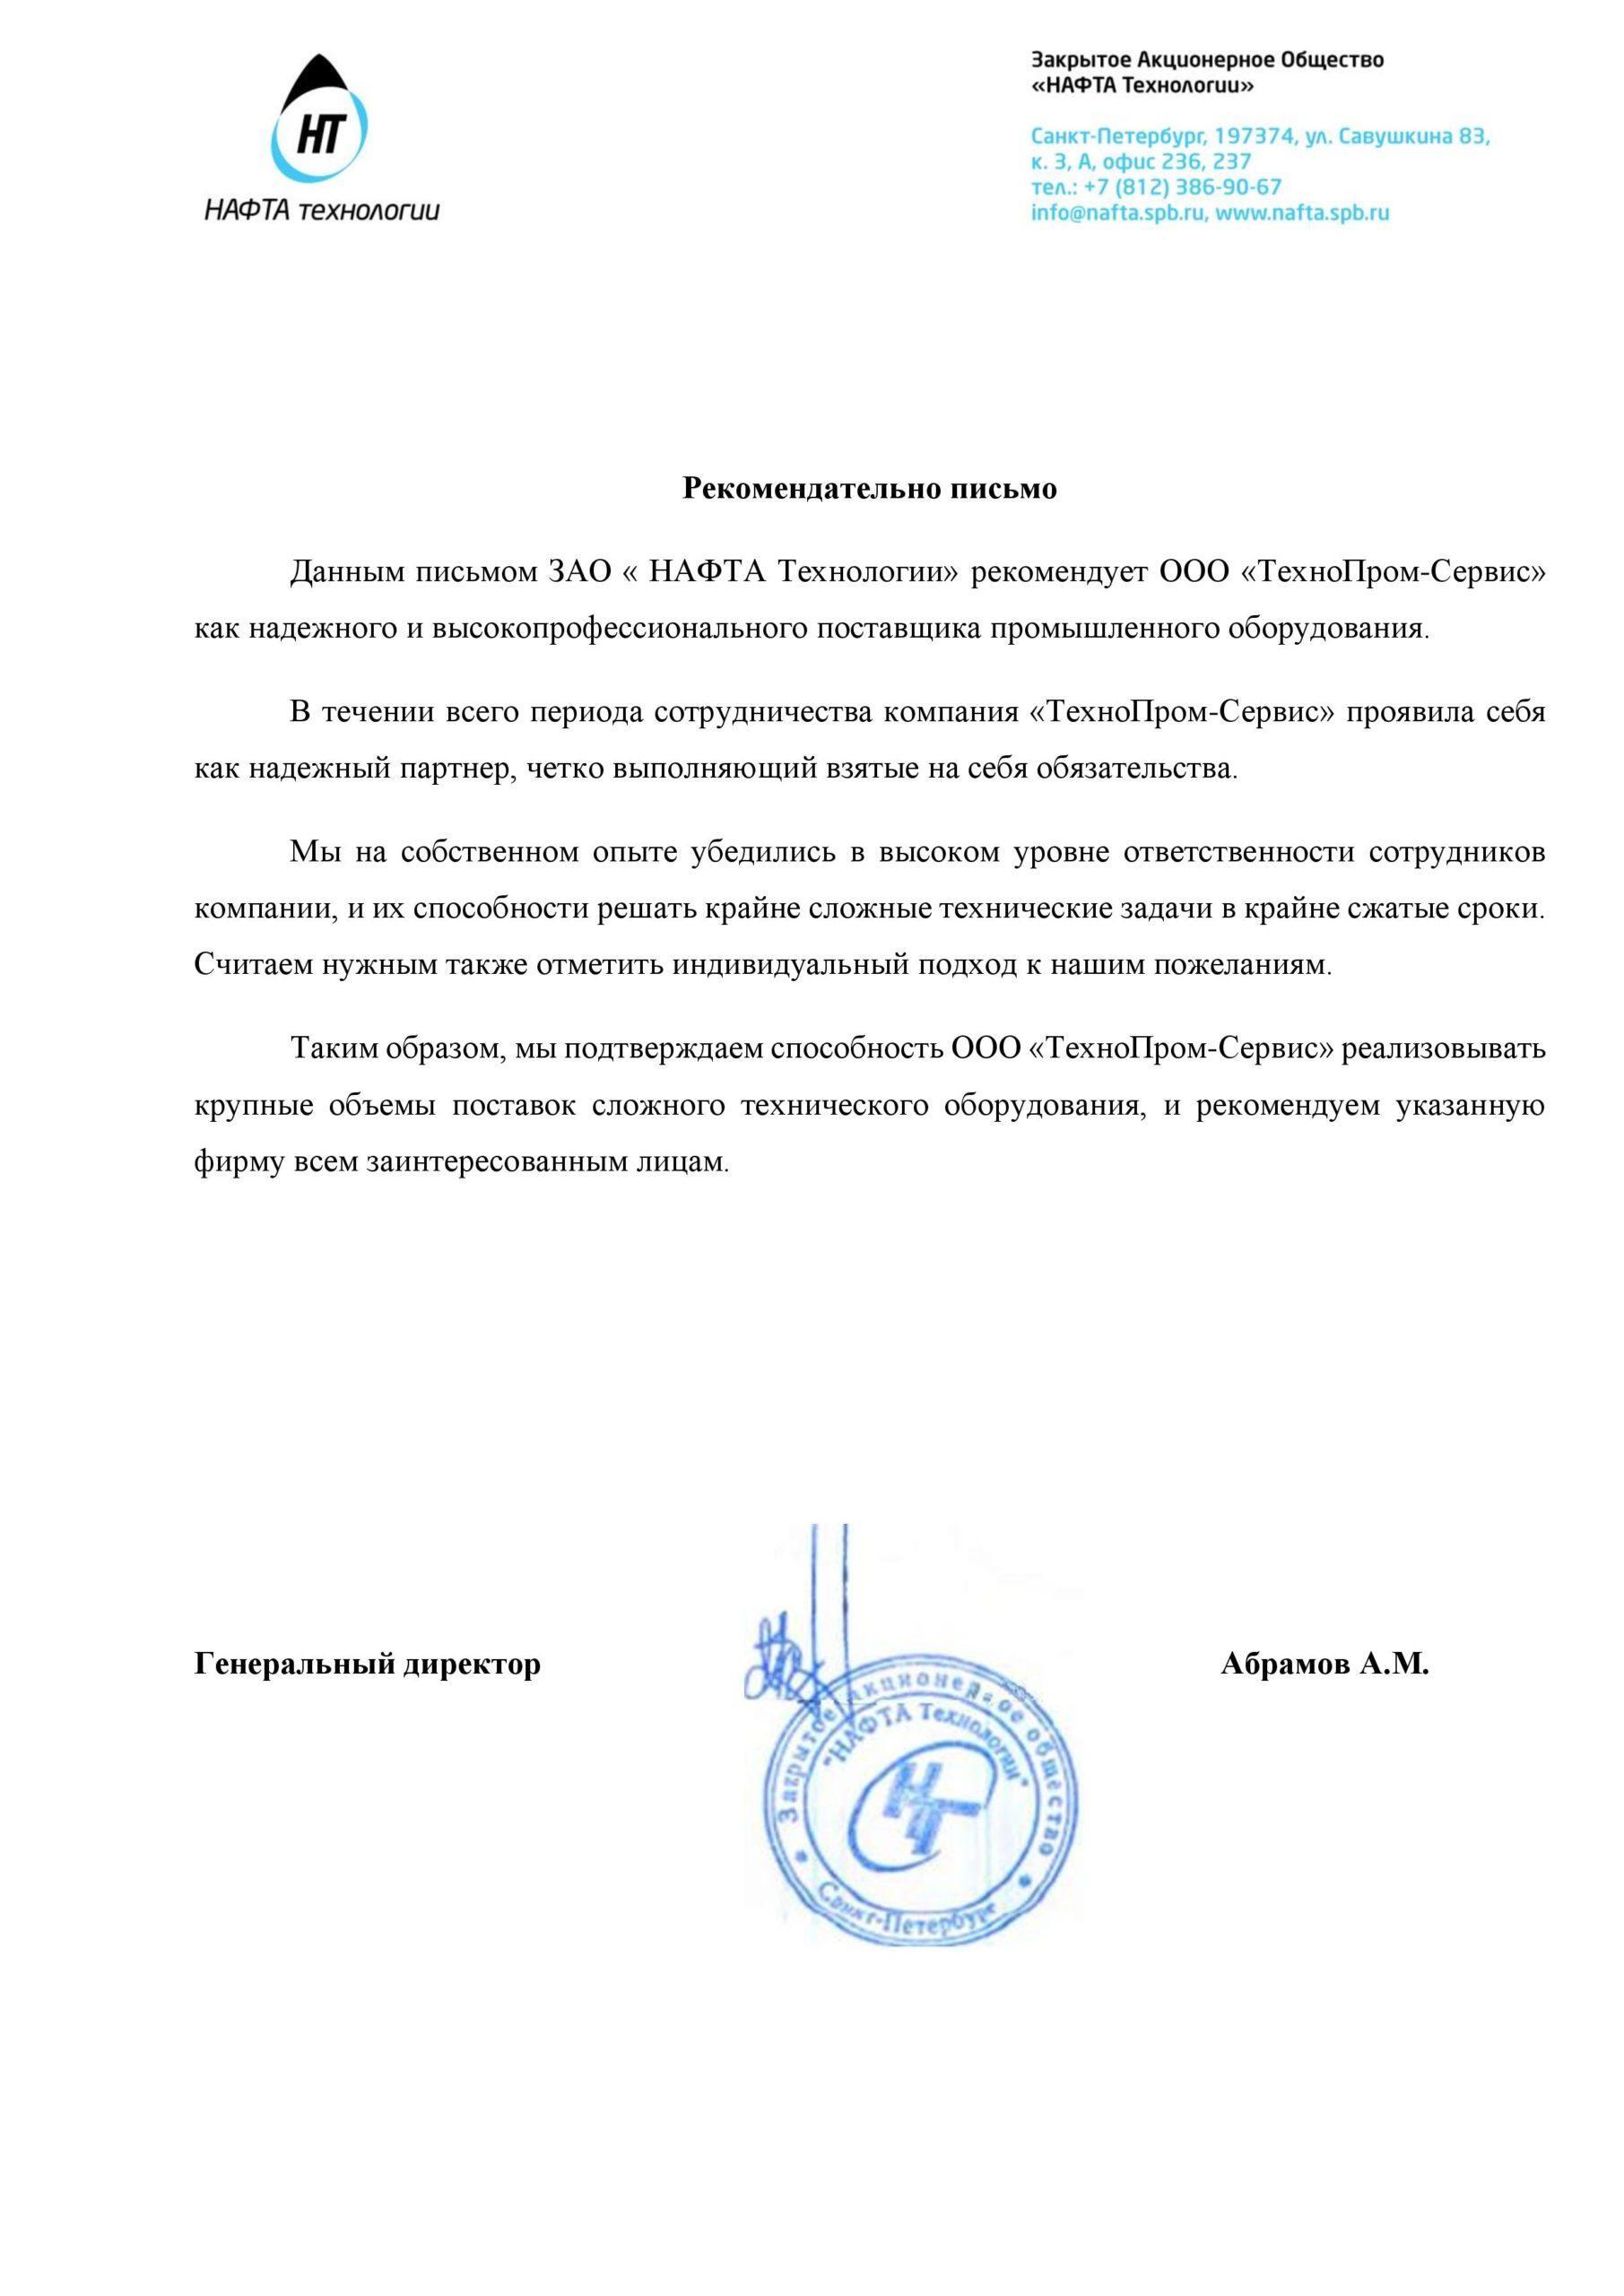 НТ
НАФТА технологии
Закрытое Акционерное Общество
«НАФТА Технологии»
Санкт-Петербург, 197374, ул. Савушкина 83,
к. 3, А, офис 236, 237
тел.: +7 (812) 386-90-67
info@nafta.spb.ru, www.nafta.spb.ru
Рекомендательно письмо
Данным письмом ЗАО « НАФТА Технологии» рекомендует ООО «ТехноПром-Сервис»
как надежного и высокопрофессионального поставщика промышленного оборудования.
В течении всего периода сотрудничества компания «ТехноПром-Сервис» проявила себя
как надежный партнер, четко выполняющий взятые на себя обязательства.
Мы на собственном опыте убедились в высоком уровне ответственности сотрудников
компании, и их способности решать крайне сложные технические задачи в крайне сжатые сроки.
Считаем нужным также отметить индивидуальный подход к нашим пожеланиям.
Таким образом, мы подтверждаем способность ООО «ТехноПром-Сервис» реализовывать
крупные объемы поставок сложного технического оборудования, и рекомендуем указанную
фирму всем заинтересованным лицам.
Генеральный директор
Абрамов А.М.
Закрытое акционерное общество
"НАФТА Технологии"
НТ
Санкт-Петербург